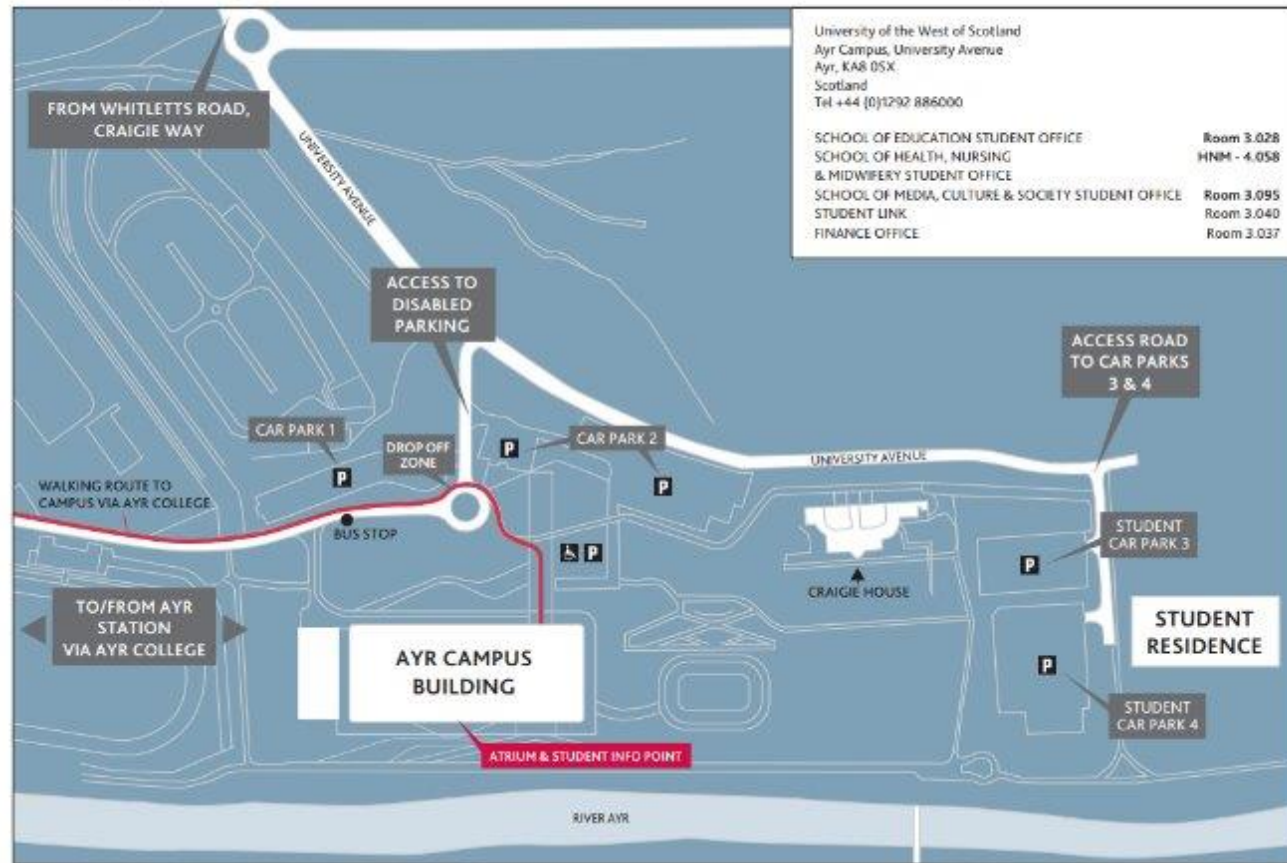 University of the West of Scotland
Ayr Campus, University Avenue
Ayr, KA8 0SX
Scotland
Tel +44 (0)1292 886000
SCHOOL OF EDUCATION STUDENT OFFICE Room 3.028
SCHOOL OF HEALTH, NURSING HNM - 4.058
& MIDWIFERY STUDENT OFFICE
SCHOOL OF MEDIA, CULTURE & SOCIETY STUDENT OFFICE Room 3.095
STUDENT LINK Room 3.040
FINANCE OFFICE Room 3.037
FROM WHITLETTS ROAD,
CRAIGIE WAY
UNIVERSITY AVENUE
ACCESS TO
DISABLED
PARKING
ACCESS ROAD
TO CAR PARKS
3 & 4
CAR PARK 1
P
DROP OFF
ZONE
P
CAR PARK 2
P
UNIVERSITY AVENUE
WALKING ROUTE TO
CAMPUS VIA AYR COLLEGE
BUS STOP
P
STUDENT
CAR PARK 3
P
CRAIGIE HOUSE
TO/FROM AYR
STATION
VIA AYR COLLEGE
AYR CAMPUS
BUILDING
STUDENT
RESIDENCE
P
STUDENT
CAR PARK 4
ATRIUM & STUDENT INFO POINT
RIVER AYR